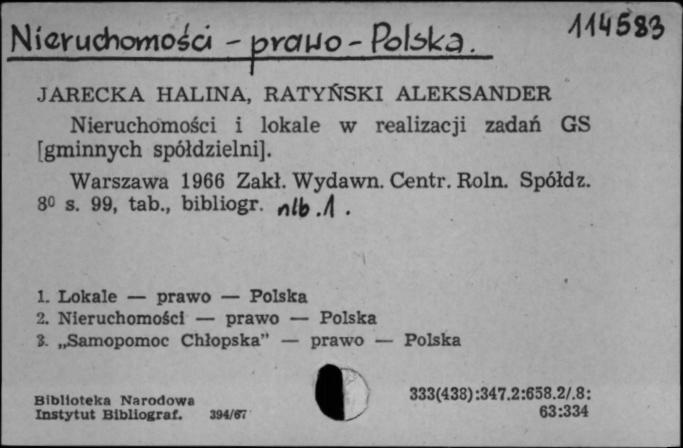 114583
Nieruchomości - prawo - Polska.
JARECKA HALINA, RATYŃSKI ALEKSANDER
Nieruchomości i lokale w realizacji zadań GS
[gminnych spółdzielni].
Warszawa 1966 Zakł. Wydawn. Centr. Roln. Spółdz.
8⁰ s. 99, tab., bibliogr. nlb. 1.
1. Lokale — prawo — Polska
2. Nieruchomości — prawo — Polska
3. „Samopomoc Chłopska" — prawo — Polska
Biblioteka Narodowa
Instytut Bibliograf. 394/67
333(438):347.2:658.2/.8:
63:334